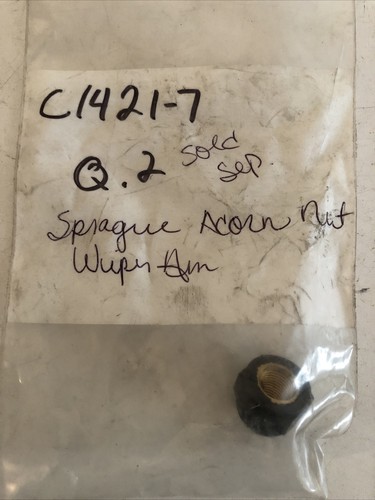 C1421-7
Q.2 Sold
Sep.
Sprague Acorn Nut
Wiper Arm